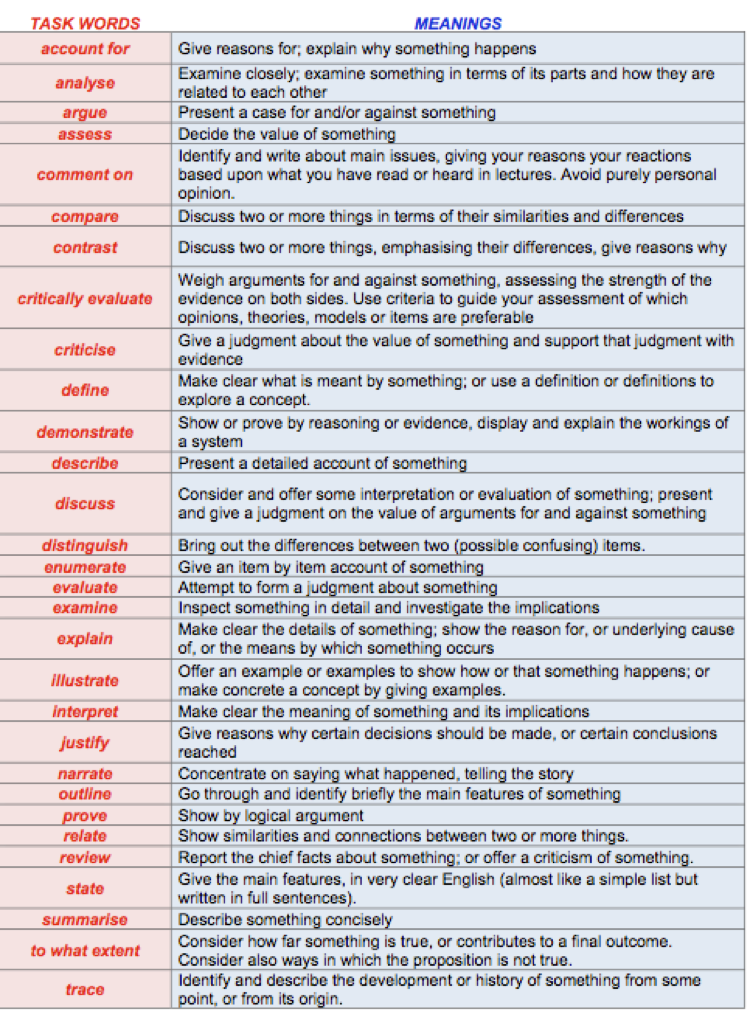 TASK WORDS MEANINGS
account for Give reasons for; explain why something happens
analyse Examine closely; examine something in terms of its parts and how they are
related to each other
argue Present a case for and/or against something
assess Decide the value of something
comment on Identify and write about main issues, giving your reasons your reactions
based upon what you have read or heard in lectures. Avoid purely personal
opinion.
compare Discuss two or more things in terms of their similarities and differences
contrast Discuss two or more things, emphasising their differences, give reasons why
critically evaluate Weigh arguments for and against something, assessing the strength of the
evidence on both sides. Use criteria to guide your assessment of which
opinions, theories, models or items are preferable
criticise Give a judgment about the value of something and support that judgment with
evidence
define Make clear what is meant by something; or use a definition or definitions to
explore a concept.
demonstrate Show or prove by reasoning or evidence, display and explain the workings of
a system
describe Present a detailed account of something
discuss Consider and offer some interpretation or evaluation of something; present
and give a judgment on the value of arguments for and against something
distinguish Bring out the differences between two (possible confusing) items.
enumerate Give an item by item account of something
evaluate Attempt to form a judgment about something
examine Inspect something in detail and investigate the implications
explain Make clear the details of something; show the reason for, or underlying cause
of, or the means by which something occurs
illustrate Offer an example or examples to show how or that something happens; or
make concrete a concept by giving examples.
interpret Make clear the meaning of something and its implications
justify Give reasons why certain decisions should be made, or certain conclusions
reached
narrate Concentrate on saying what happened, telling the story
outline Go through and identify briefly the main features of something
prove Show by logical argument
relate Show similarities and connections between two or more things.
review Report the chief facts about something; or offer a criticism of something.
state Give the main features, in very clear English (almost like a simple list but
written in full sentences).
summarise Describe something concisely
to what extent Consider how far something is true, or contributes to a final outcome.
Consider also ways in which the proposition is not true.
trace Identify and describe the development or history of something from some
point, or from its origin.